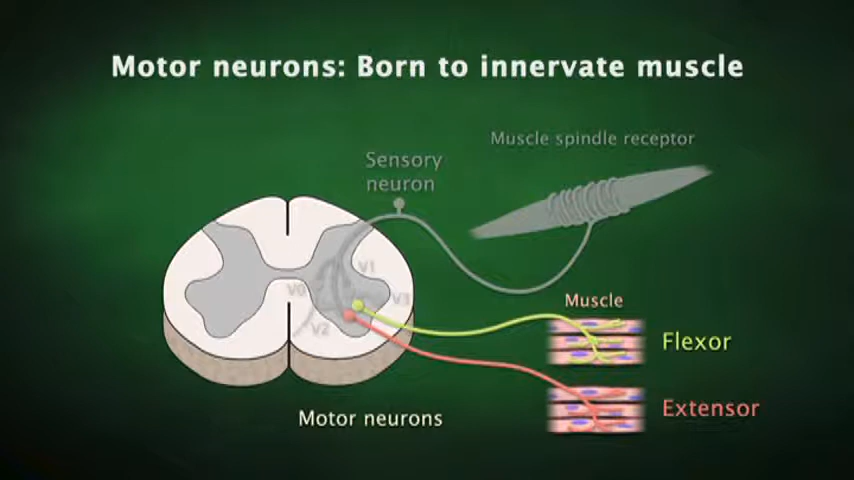 Motor neurons: Born to innervate muscle
Muscle spindle receptor
Sensory
neuron
V1
V0
V3
V2
Muscle
Flexor
Extensor
Motor neurons